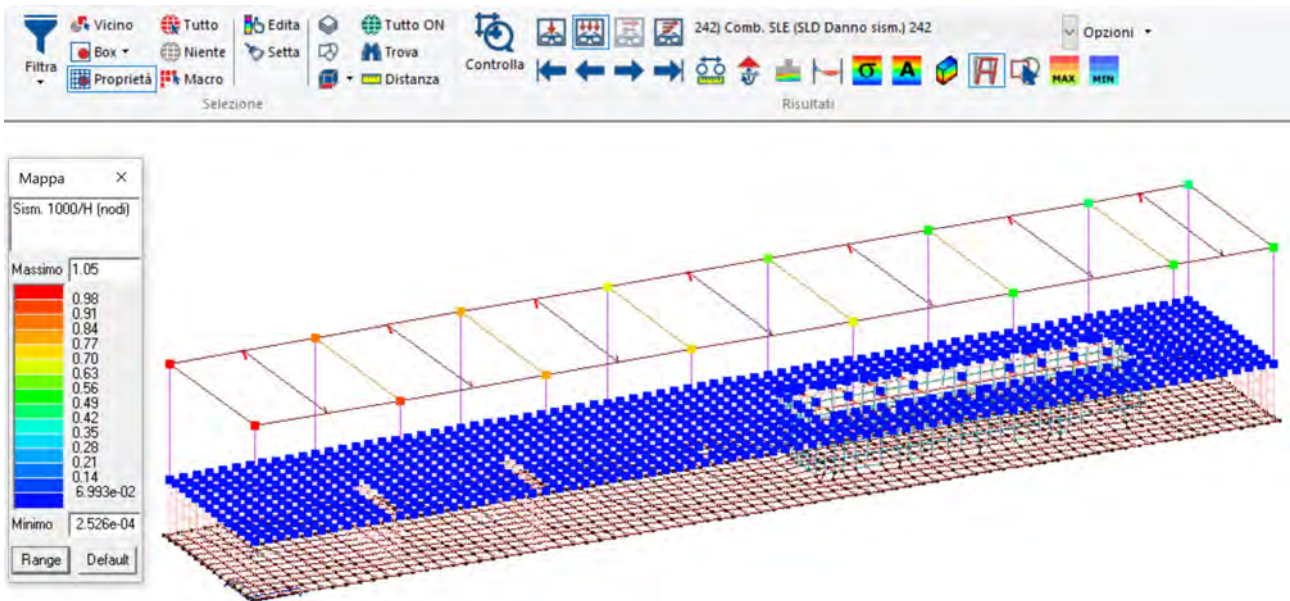 Filtra
Vicino
Box
Proprietà
Tutto
Niente
Macro
Edita
Setta
Tutto ON
Trova
Distanza
Selezione
Controlla
242) Comb. SLE (SLD Danno sism.) 242
Opzioni
σ
A
MAX
MIN
Risultati
Mappa
Sism. 1000/H (nodi)
Massimo 1.05
0.98
0.91
0.84
0.77
0.70
0.63
0.56
0.49
0.42
0.35
0.28
0.21
0.14
6.993e-02
Minimo 2.526e-04
Range Default